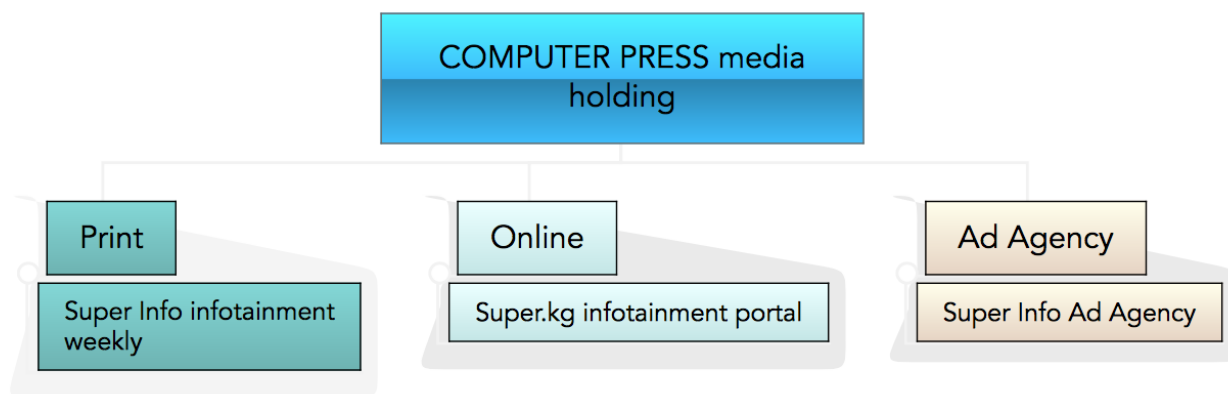 COMPUTER PRESS media
holding
Print
Online
Ad Agency
Super Info infotainment
weekly
Super.kg infotainment portal
Super Info Ad Agency